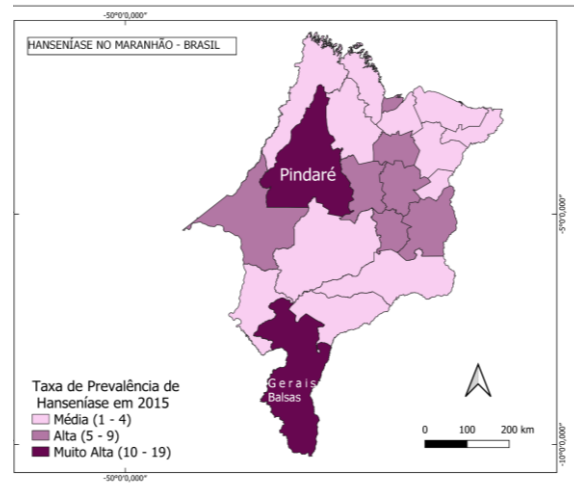 -50°0'0,000"
HANSENÍASE NO MARANHÃO - BRASIL
Pindaré
-5°0'0,000"
Gerais
Balsas
Taxa de Prevalência de
Hanseníase em 2015
Média (1 - 4)
Alta (5 - 9)
Muito Alta (10 - 19)
0 100 200 km
-10°0'0,000"
-50°0'0,000"